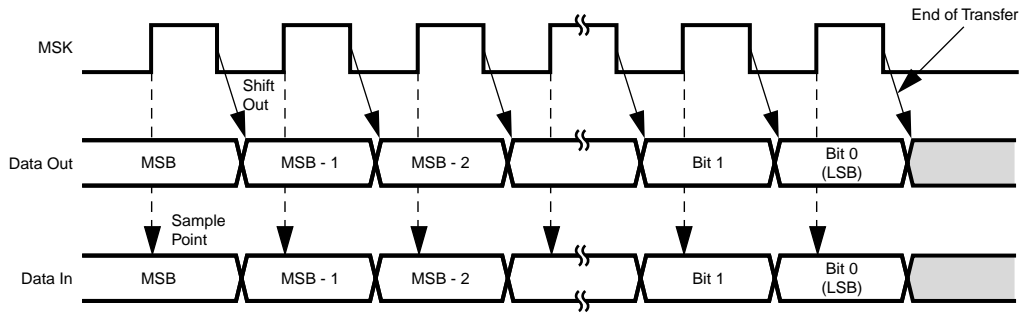 End of Transfer
MSK
Shift
Out
Data Out
MSB
MSB - 1
MSB - 2
Bit 1
Bit 0
(LSB)
Sample
Point
Data In
MSB
MSB - 1
MSB - 2
Bit 1
Bit 0
(LSB)